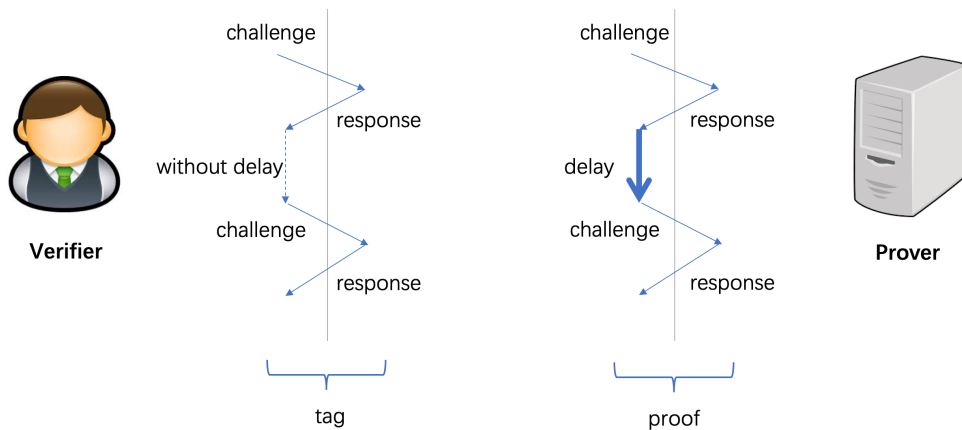 challenge
response
without delay
challenge
response
tag
challenge
response
delay
challenge
response
proof
Verifier
Prover